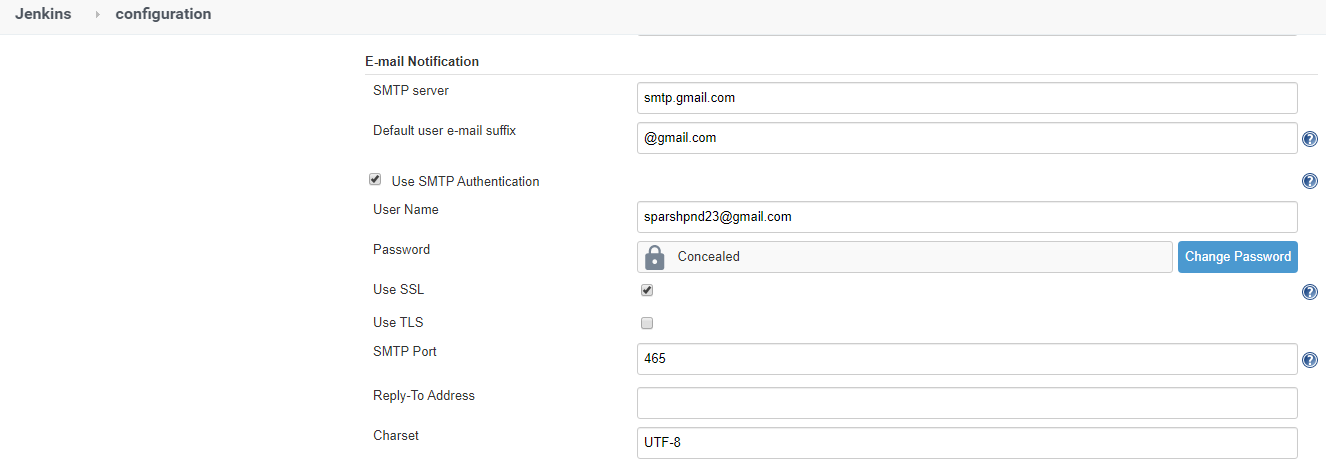 Jenkins configuration
E-mail Notification
SMTP server smtp.gmail.com
Default user e-mail suffix @gmail.com
Use SMTP Authentication
User Name sparshpnd23@gmail.com
Password Concealed Change Password
Use SSL
Use TLS
SMTP Port 465
Reply-To Address
Charset UTF-8